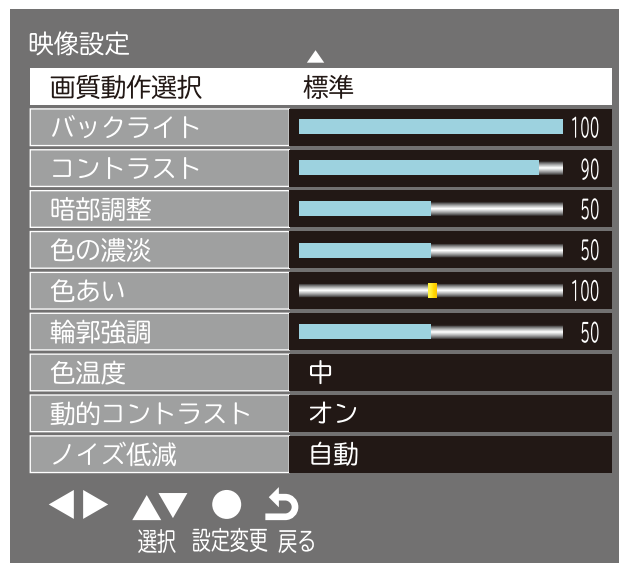 映像設定
画質動作選択 標準
バックライト 100
コントラスト 90
暗部調整 50
色の濃淡 50
色あい 100
輪郭強調 50
色温度 中
動的コントラスト オン
ノイズ低減 自動
選択 設定変更 戻る